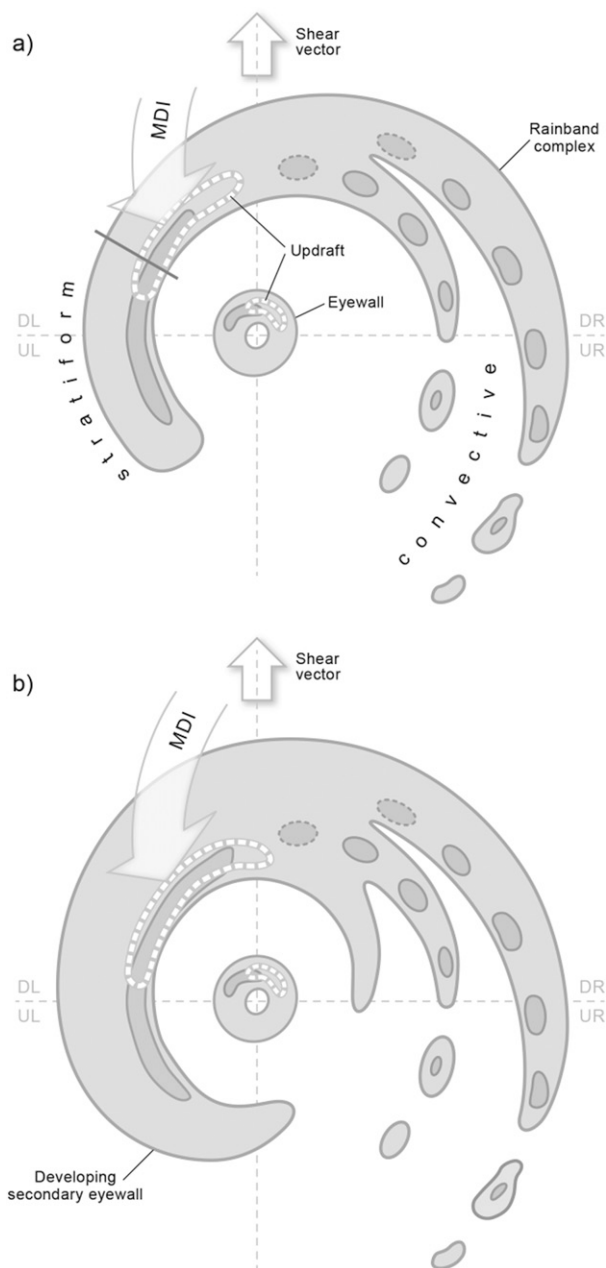 a)
Shear
vector
MDI
Rainband
complex
Updraft
Eyewall
DL
DR
UL
UR
stratiform
convective
b)
Shear
vector
MDI
DL
DR
UL
UR
Developing
secondary eyewall